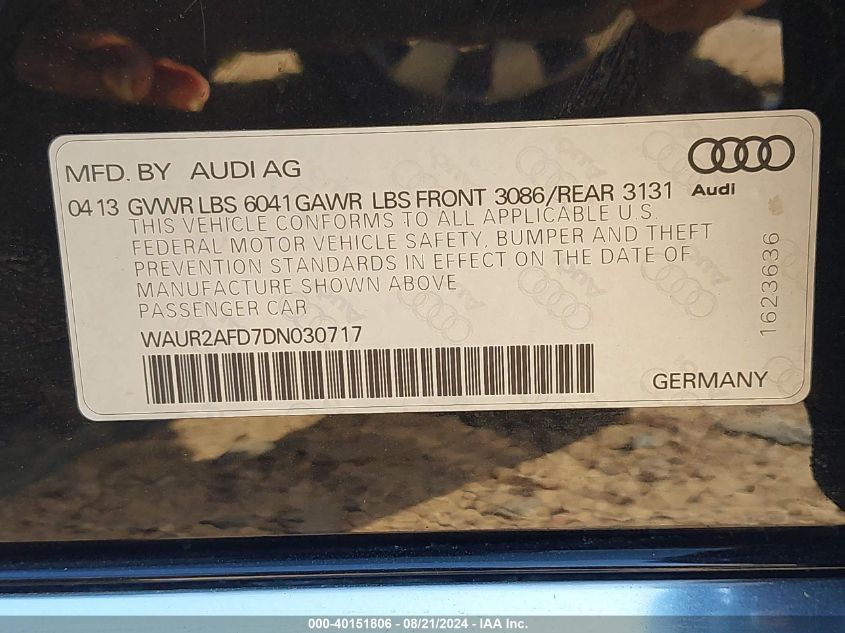 MFD. BY AUDI AG
Audi
04 13 GVWR LBS 6041 GAWR LBS FRONT 3086/REAR 3131
THIS VEHICLE CONFORMS TO ALL APPLICABLE U.S.
FEDERAL MOTOR VEHICLE SAFETY, BUMPER AND THEFT
PREVENTION STANDARDS IN EFFECT ON THE DATE OF
MANUFACTURE SHOWN ABOVE
PASSENGER CAR
1623636
WAUR2AFD7DN030717
GERMANY
000-40151806 - 08/21/2024 - IAA Inc.